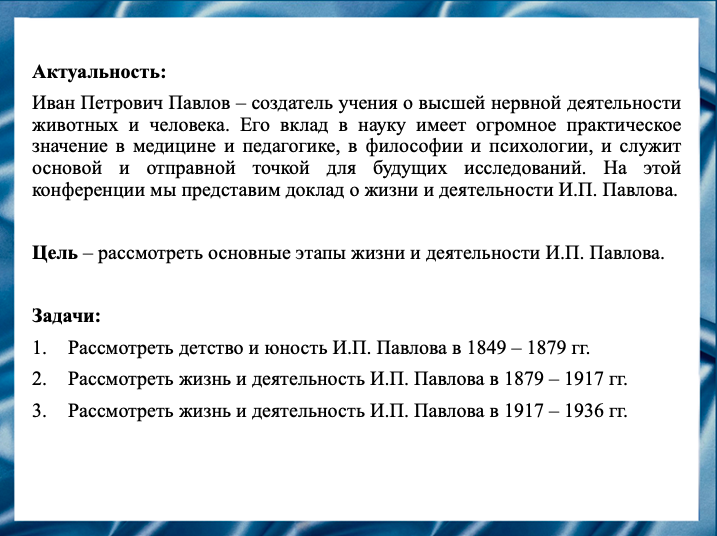 Актуальность:
Иван Петрович Павлов – создатель учения о высшей нервной деятельности
животных и человека. Его вклад в науку имеет огромное практическое
значение в медицине и педагогике, в философии и психологии, и служит
основой и отправной точкой для будущих исследований. На этой
конференции мы представим доклад о жизни и деятельности И.П. Павлова.
Цель – рассмотреть основные этапы жизни и деятельности И.П. Павлова.
Задачи:
1. Рассмотреть детство и юность И.П. Павлова в 1849 – 1879 гг.
2. Рассмотреть жизнь и деятельность И.П. Павлова в 1879 – 1917 гг.
3. Рассмотреть жизнь и деятельность И.П. Павлова в 1917 – 1936 гг.